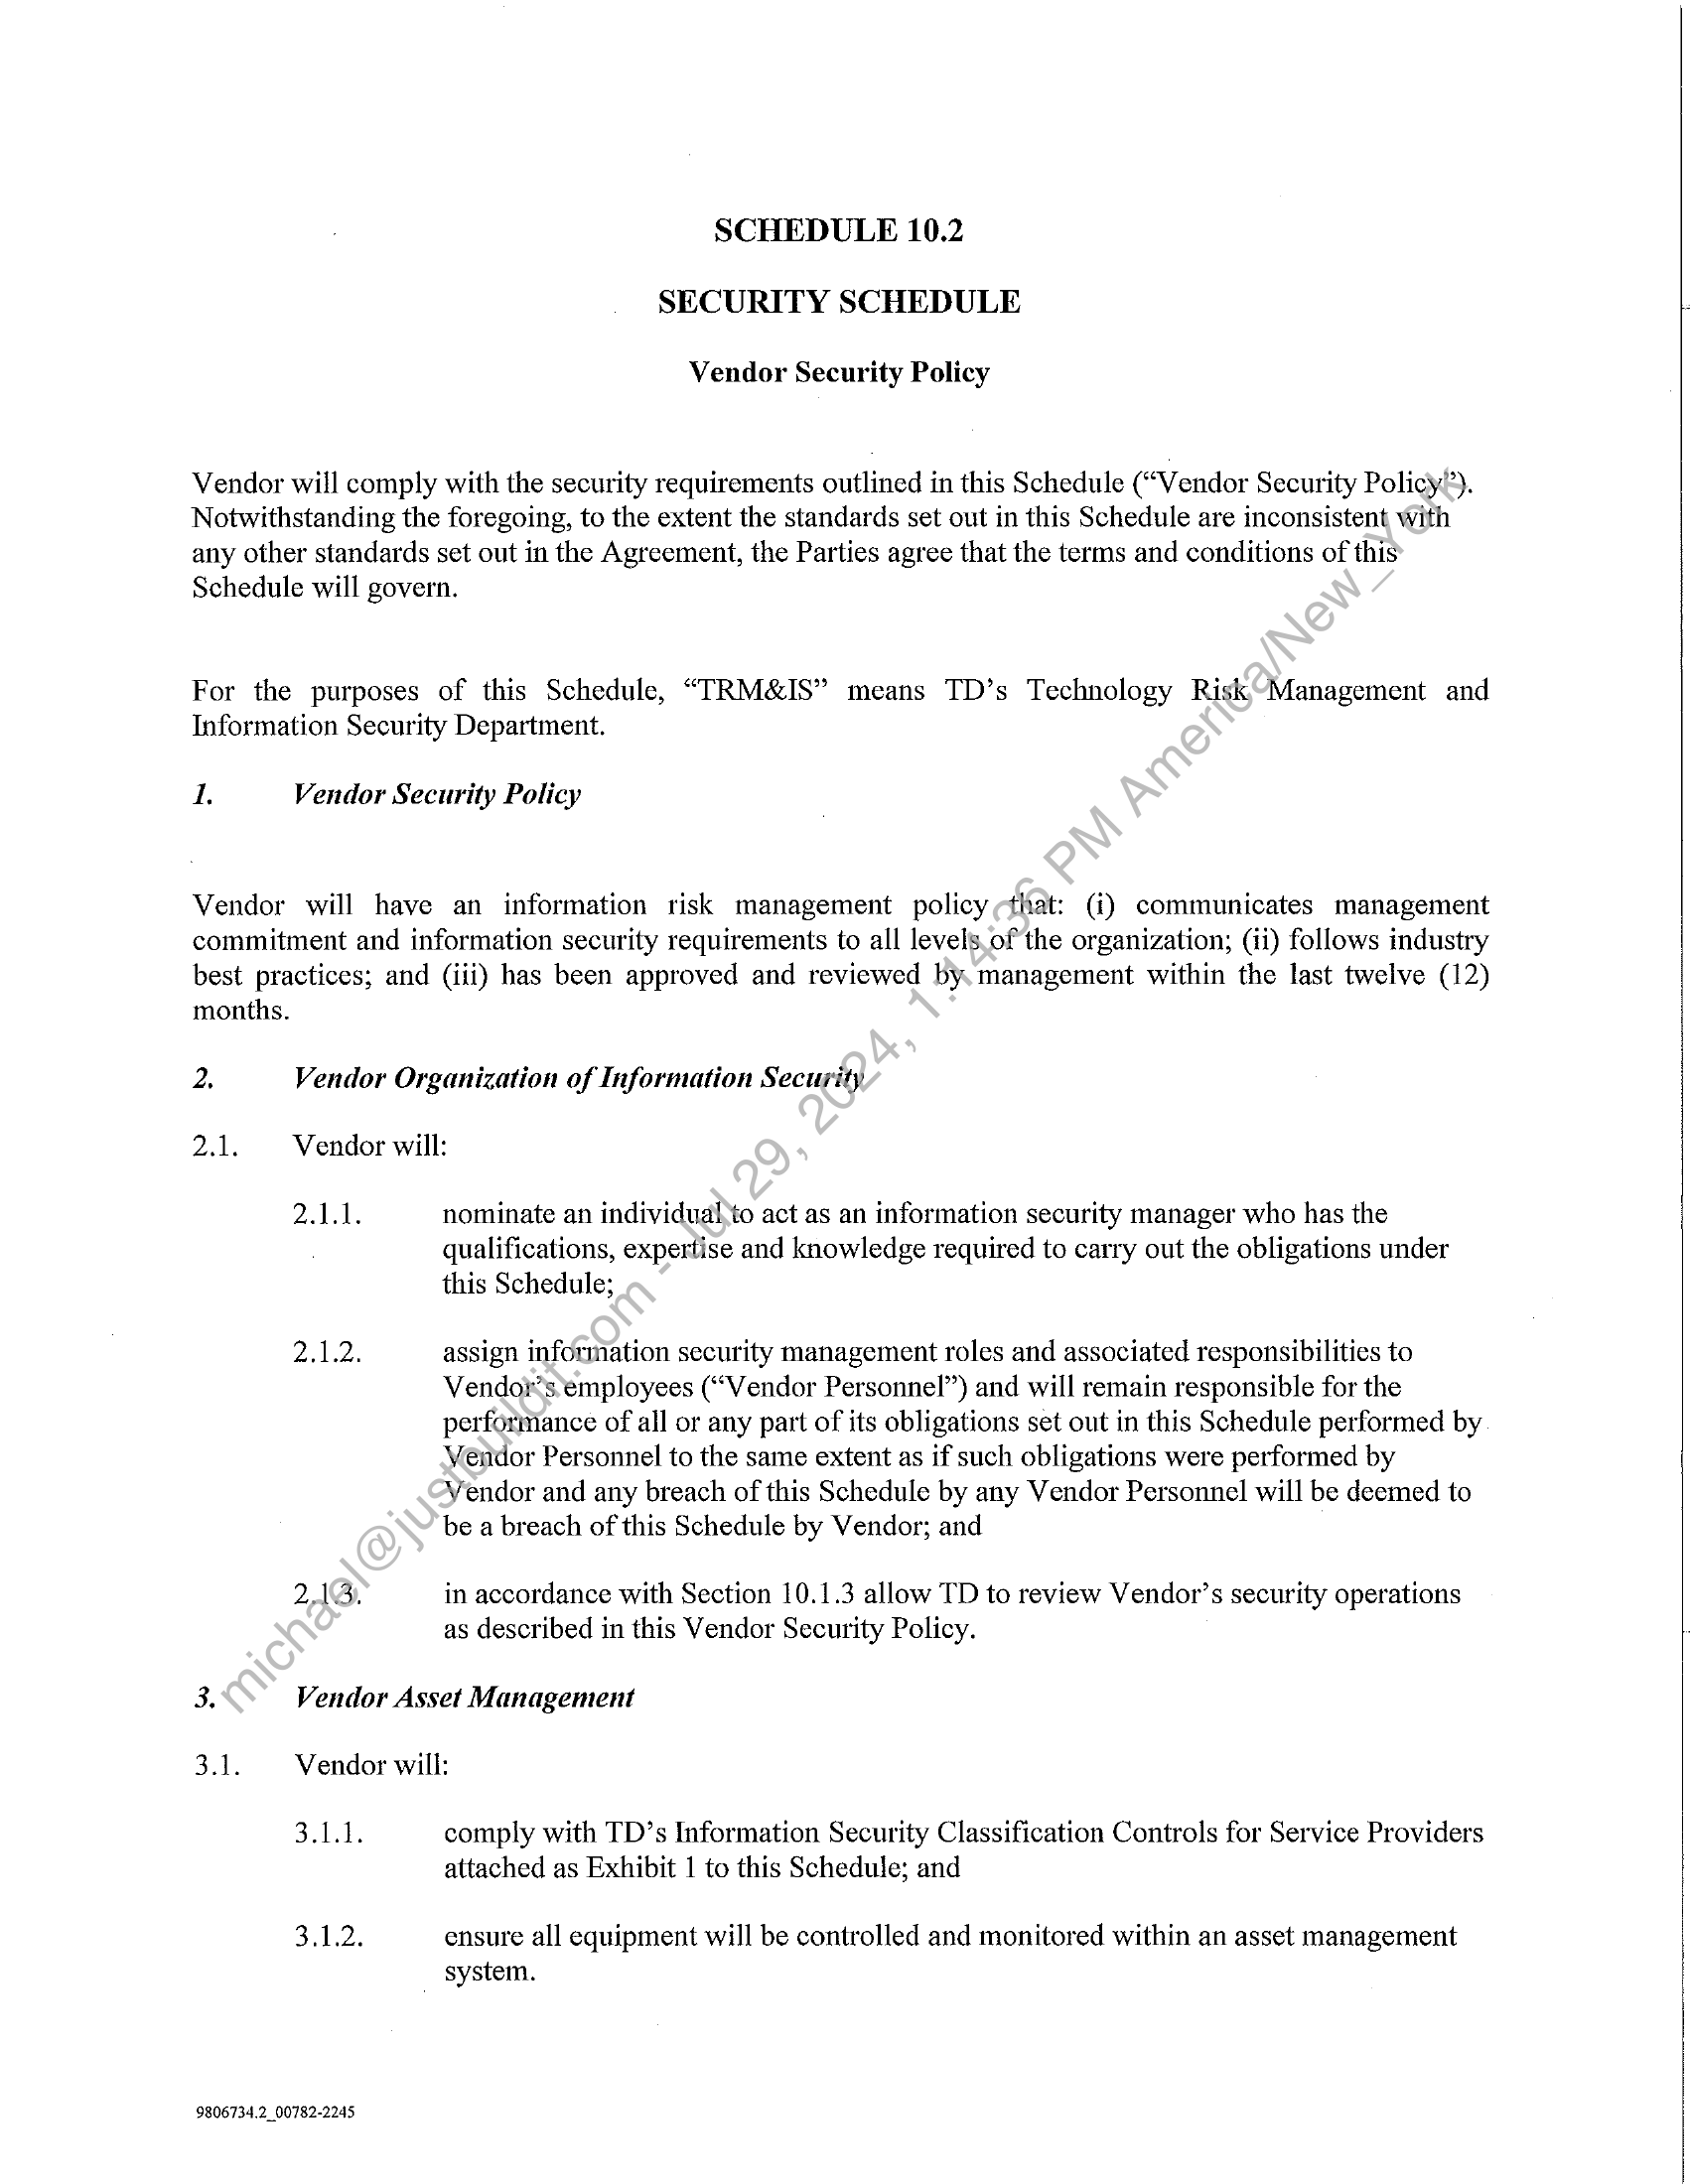 SCHEDULE 10.2
SECURITY SCHEDULE
Vendor Security Policy
Vendor will comply with the security requirements outlined in this Schedule (“Vendor Security Policy”).
Notwithstanding the foregoing, to the extent the standards set out in this Schedule are inconsistent with
any other standards set out in the Agreement, the Parties agree that the terms and conditions of this
Schedule will govern.
For the purposes of this Schedule, “TRM&IS” means TD’s Technology Risk Management and
Information Security Department.
1. Vendor Security Policy
Vendor will have an information risk management policy that: (i) communicates management
commitment and information security requirements to all levels of the organization; (ii) follows industry
best practices; and (iii) has been approved and reviewed by management within the last twelve (12)
months.
2. Vendor Organization of Information Security
2.1. Vendor will:
2.1.1. nominate an individual to act as an information security manager who has the
qualifications, expertise and knowledge required to carry out the obligations under
this Schedule;
2.1.2. assign information security management roles and associated responsibilities to
Vendor’s employees (“Vendor Personnel”) and will remain responsible for the
performance of all or any part of its obligations set out in this Schedule performed by
Vendor Personnel to the same extent as if such obligations were performed by
Vendor and any breach of this Schedule by any Vendor Personnel will be deemed to
be a breach of this Schedule by Vendor; and
2.1.3. in accordance with Section 10.1.3 allow TD to review Vendor’s security operations
as described in this Vendor Security Policy.
3. Vendor Asset Management
3.1. Vendor will:
3.1.1. comply with TD’s Information Security Classification Controls for Service Providers
attached as Exhibit 1 to this Schedule; and
3.1.2. ensure all equipment will be controlled and monitored within an asset management
system.
9806734.2_00782-2245
michael@justbuildit.com - Jul 29, 2024, 1:14:36 PM America/New_York